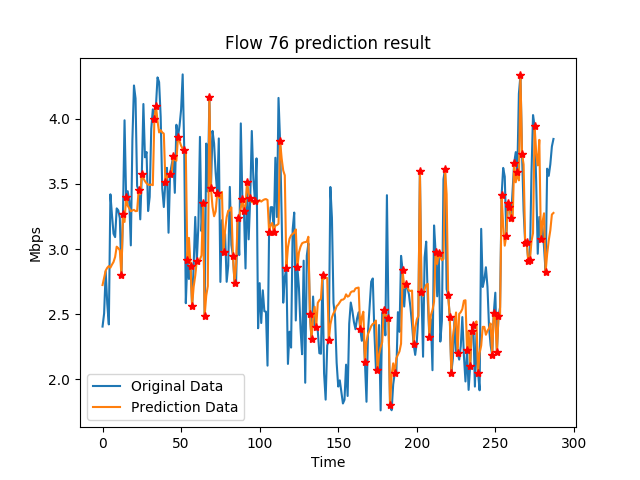 Flow 76 prediction result
Mbps
4.0
3.5
3.0
2.5
2.0
Original Data
Prediction Data
0 50 100 150 200 250 300
Time